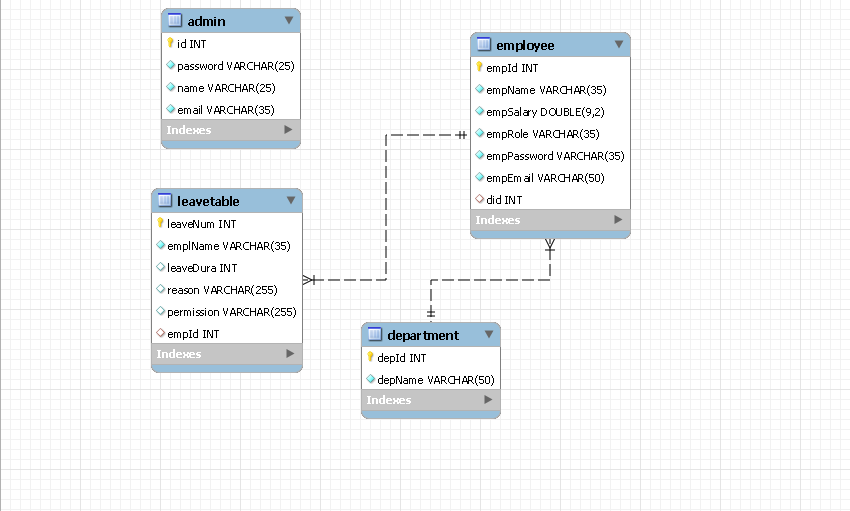 admin
id INT
password VARCHAR(25)
name VARCHAR(25)
email VARCHAR(35)
Indexes
employee
empId INT
empName VARCHAR(35)
empSalary DOUBLE(9,2)
empRole VARCHAR(35)
empPassword VARCHAR(35)
empEmail VARCHAR(50)
did INT
Indexes
leavetable
leaveNum INT
emplName VARCHAR(35)
leaveDura INT
reason VARCHAR(255)
permission VARCHAR(255)
empId INT
Indexes
department
depId INT
depName VARCHAR(50)
Indexes